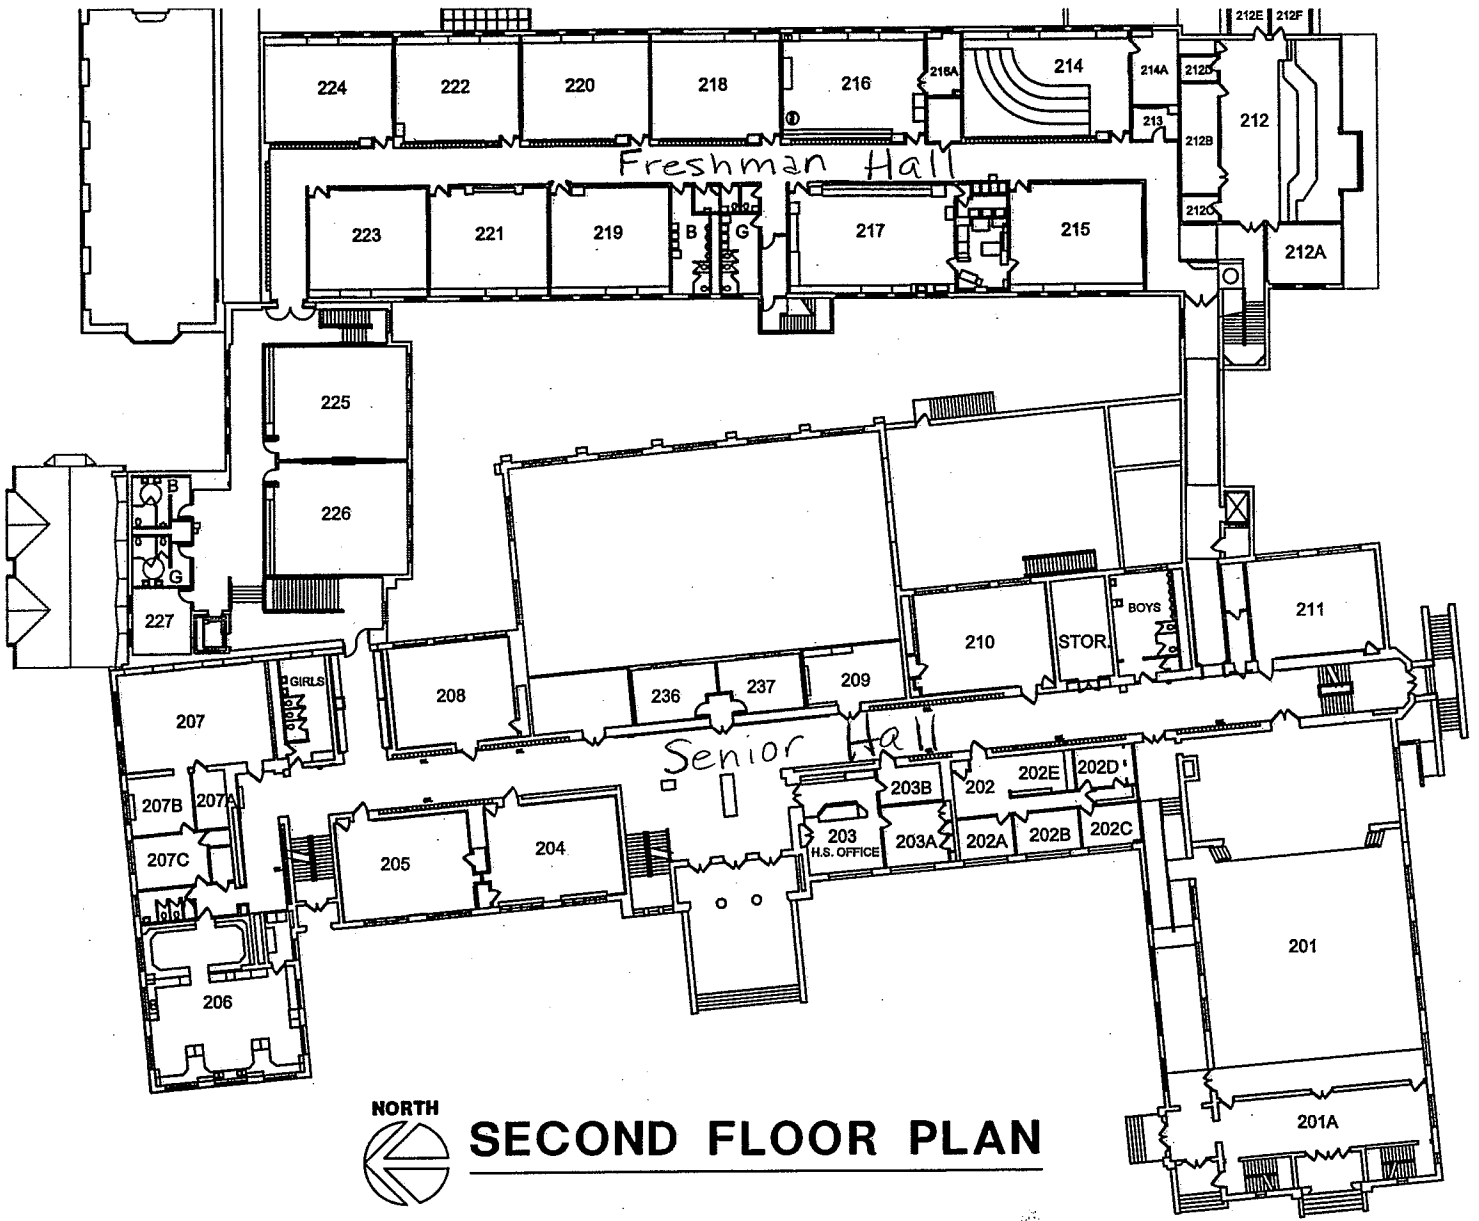 212E 212F
224 222 220 218 216 216A 214 214A 212D 212
213 212B
Freshman Hall
223 221 219 B G 217 215 212C 212A
225
226
B
G
227
BOYS
211
210 STOR.
GIRLS 208 236 237 209
207
Senior
207B 207A
207C
205 204
203B 202 202E 202D
203 203A 202A 202B 202C
H.S. OFFICE
206
201
201A
NORTH
SECOND FLOOR PLAN